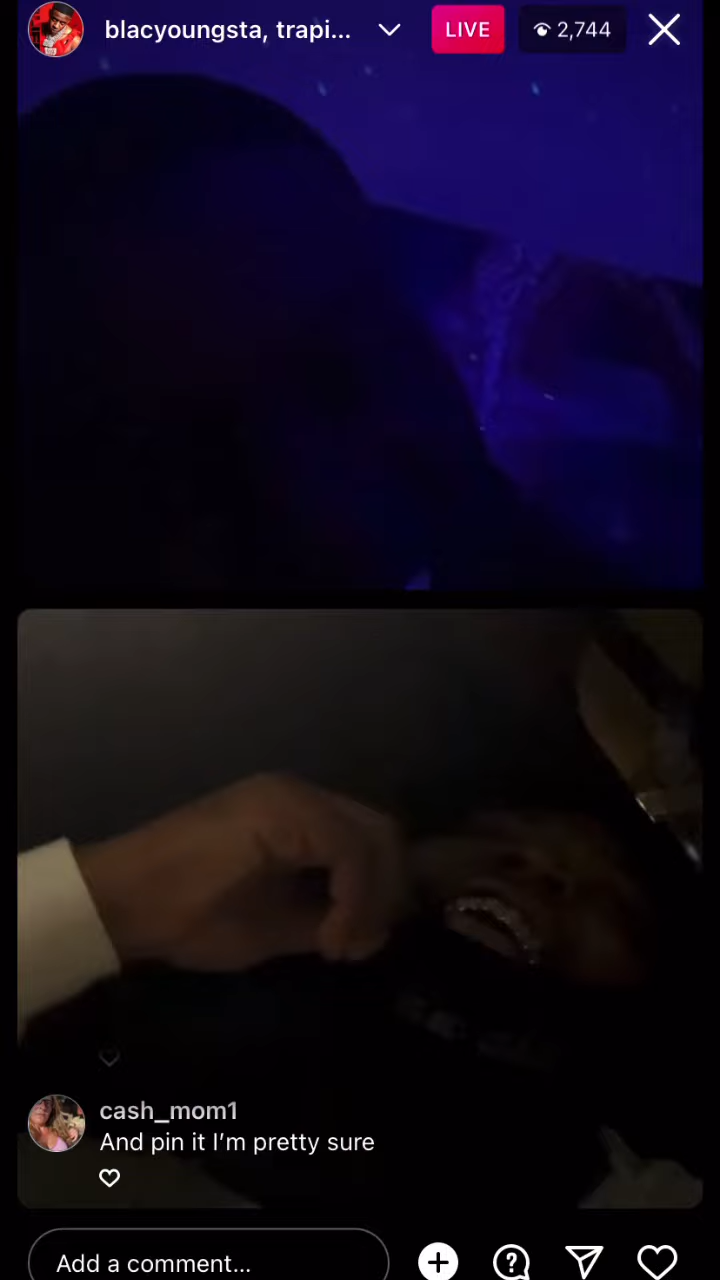 blacyoungsta, trapi...
LIVE
2,744
cash_mom1
And pin it I'm pretty sure
Add a comment...